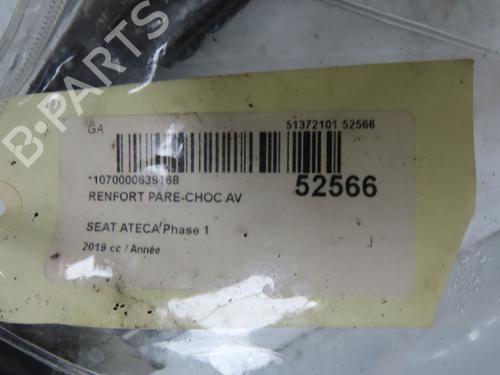 GA
51372101 52566
*1070000639168
52566
RENFORT PARE-CHOC AV
SEAT ATECA Phase 1
2019 cc / Année
B-PARTS